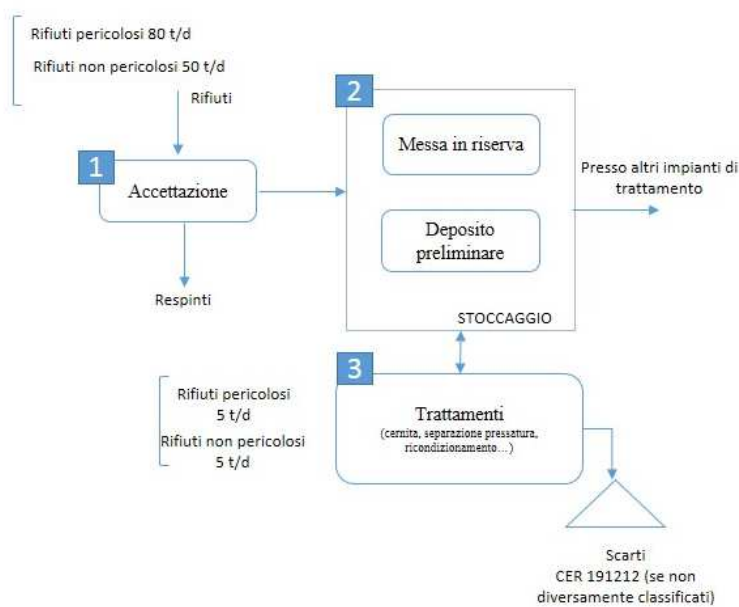 Rifiuti pericolosi 80 t/d
Rifiuti non pericolosi 50 t/d
Rifiuti
1
Accettazione
Respinti
2
Messa in riserva
Deposito
preliminare
STOCCAGGIO
Presso altri impianti di
trattamento
3
Rifiuti pericolosi
5 t/d
Rifiuti non pericolosi
5 t/d
Trattamenti
(cernita, separazione pressatura,
ricondizionamento...)
Scarti
CER 191212 (se non
diversamente classificati)